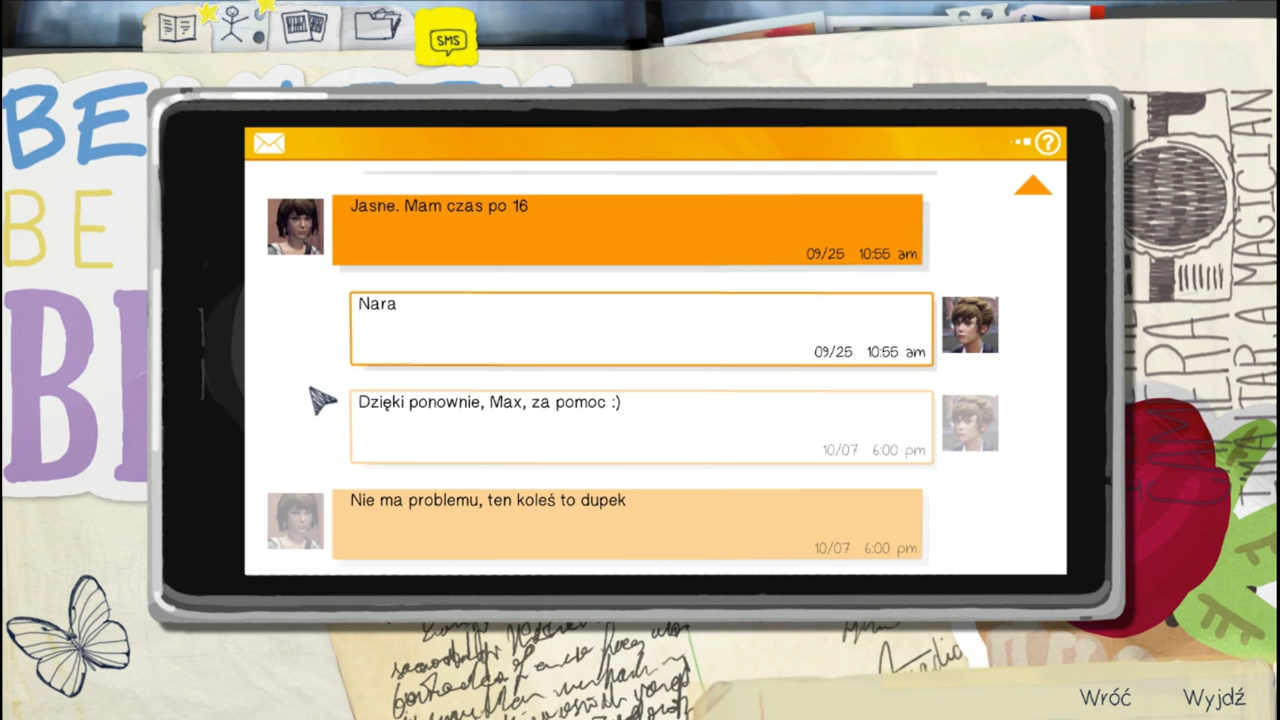 SMS
BE
BE
Jasne. Mam czas po 16
09/25 10:55 am
Nara
09/25 10:55 am
Dzięki ponownie, Max, za pomoc :)
10/07 6:00 pm
Nie ma problemu, ten koleś to dupek
10/07 6:00 pm
CAMERA
MAGICIAN
Wróć
Wyjdź